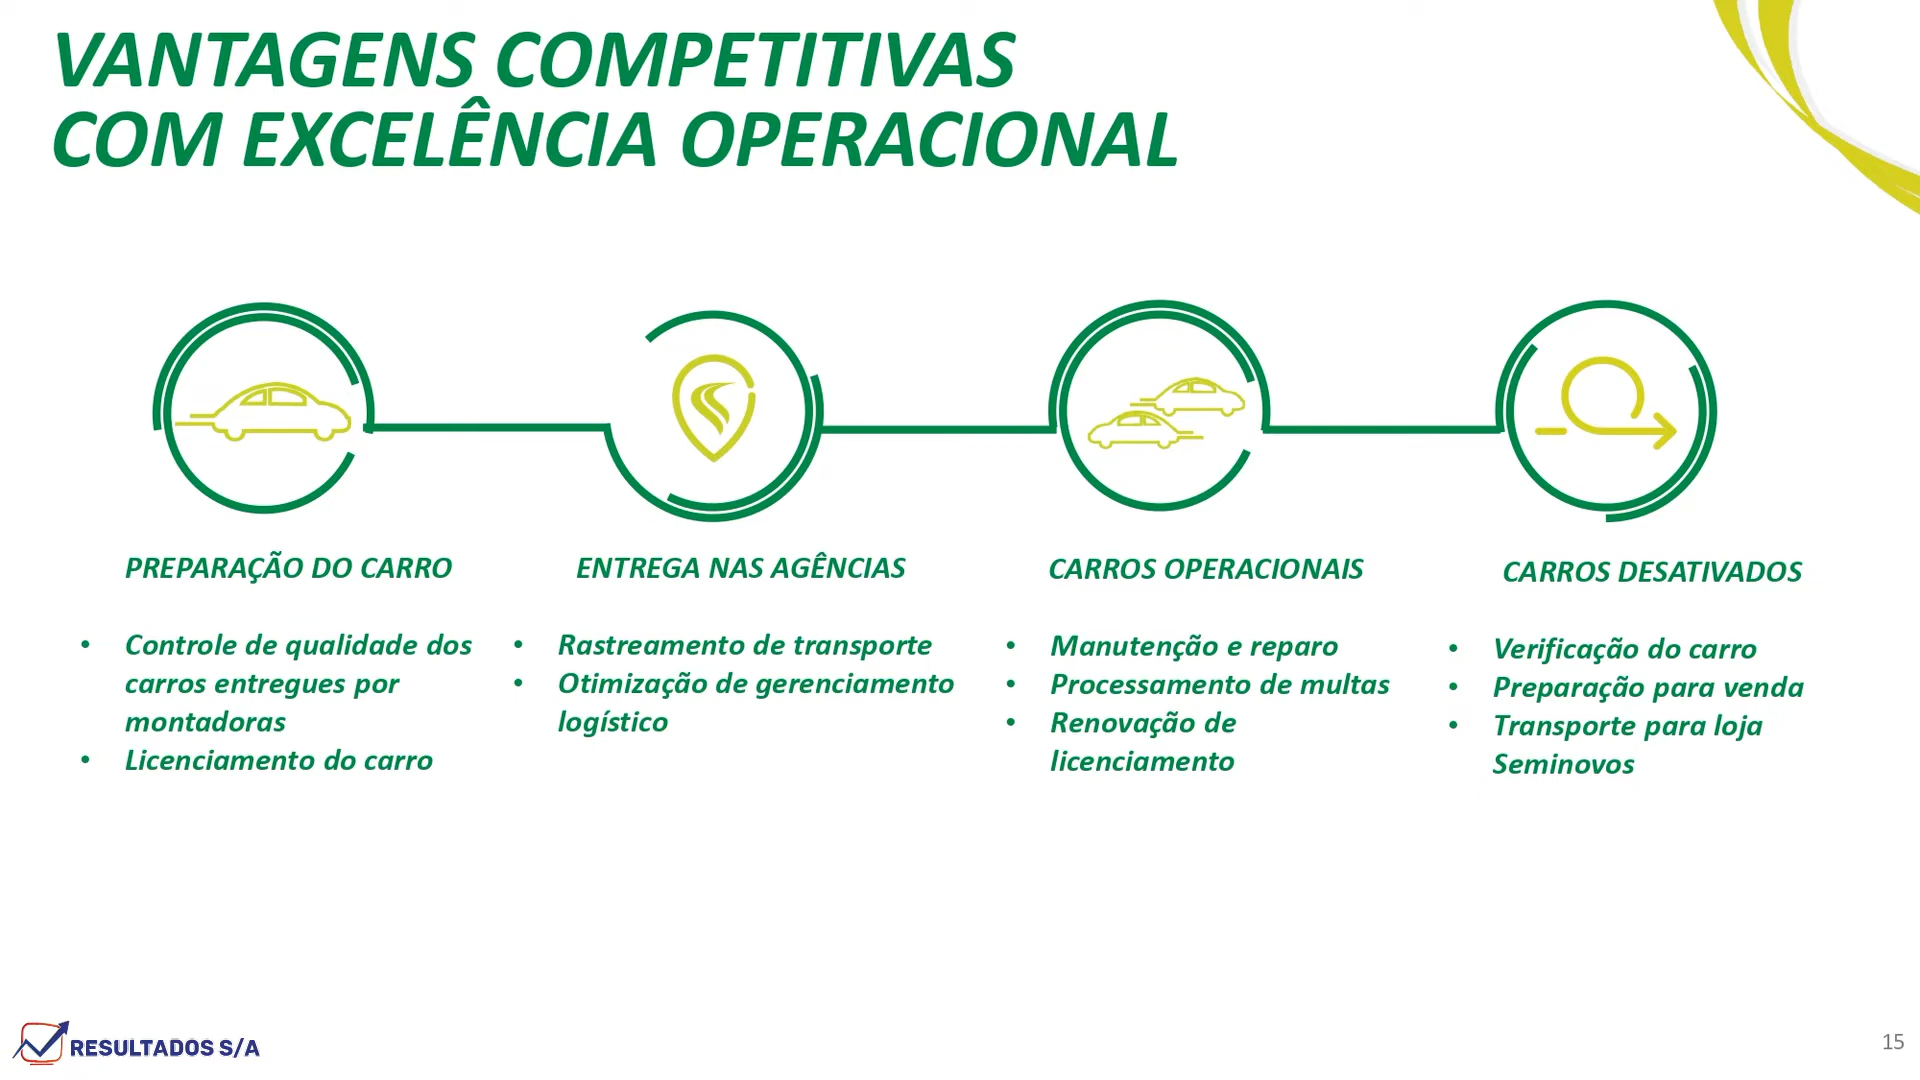 VANTAGENS COMPETITIVAS
COM EXCELÊNCIA OPERACIONAL
PREPARAÇÃO DO CARRO
• Controle de qualidade dos
carros entregues por
montadoras
• Licenciamento do carro
ENTREGA NAS AGÊNCIAS
• Rastreamento de transporte
• Otimização de gerenciamento
logístico
CARROS OPERACIONAIS
• Manutenção e reparo
• Processamento de multas
• Renovação de
licenciamento
CARROS DESATIVADOS
• Verificação do carro
• Preparação para venda
• Transporte para loja
Seminovos
RESULTADOS S/A
15